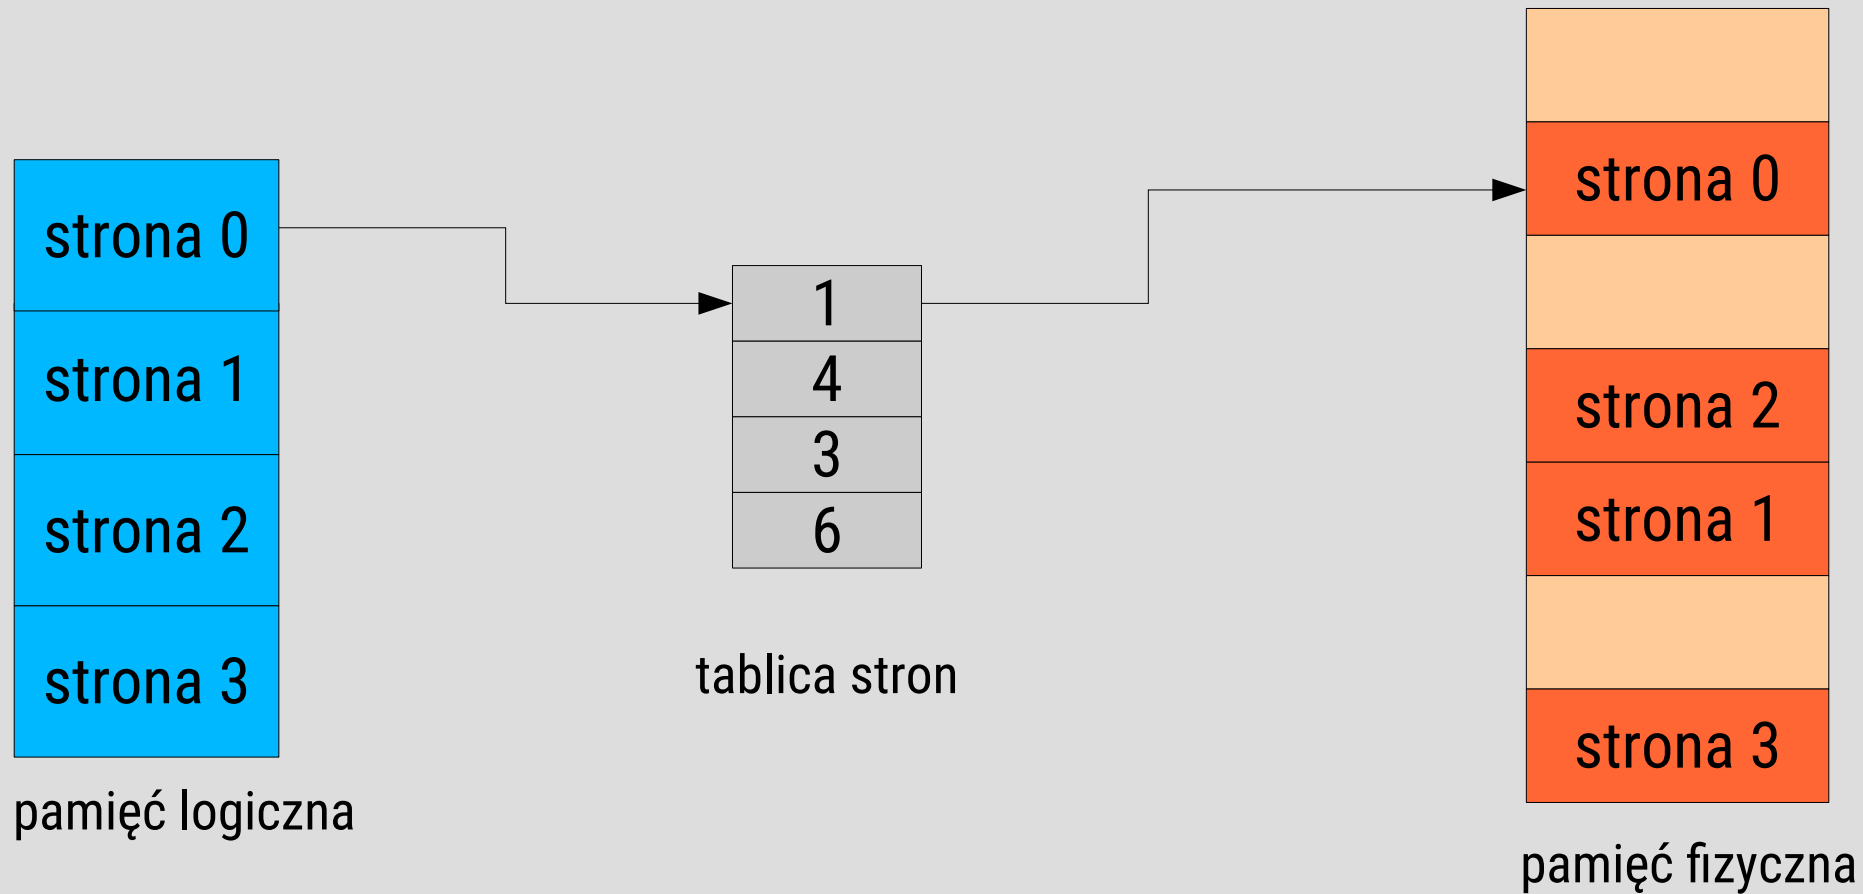 strona 0
strona 1
strona 2
strona 3
pamięć logiczna
1
4
3
6
tablica stron
strona 0
strona 2
strona 1
strona 3
pamięć fizyczna